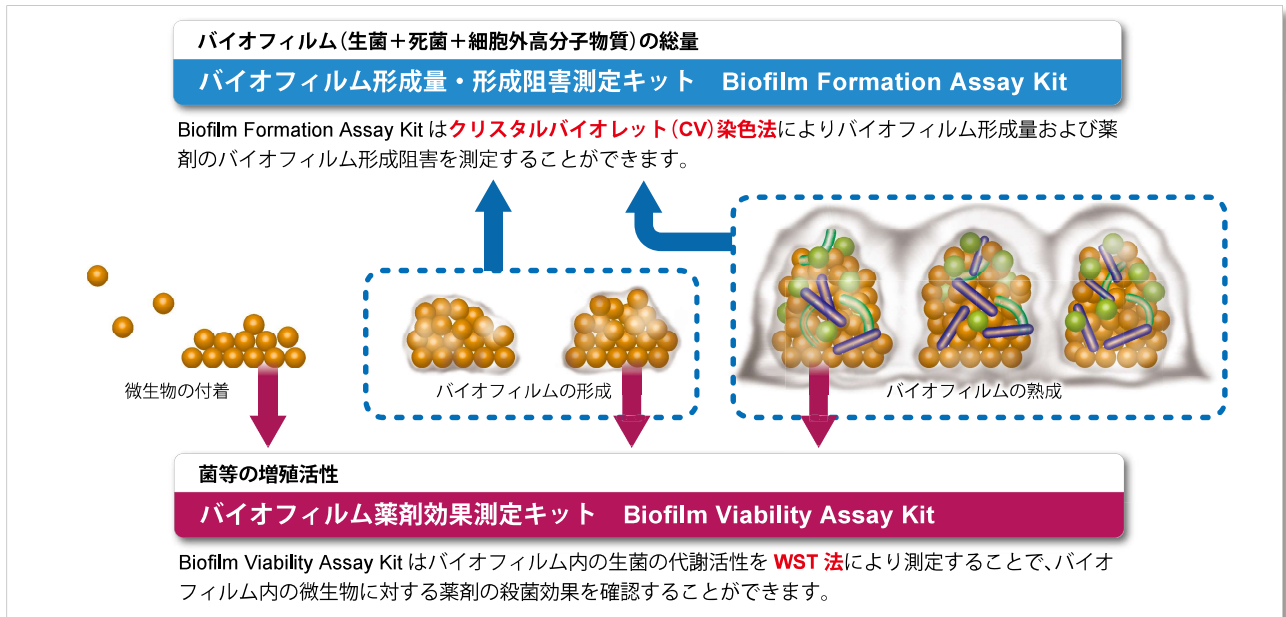 バイオフィルム（生菌＋死菌＋細胞外高分子物質）の総量
バイオフィルム形成量・形成阻害測定キット　Biofilm Formation Assay Kit
Biofilm Formation Assay Kit はクリスタルバイオレット（CV）染色法によりバイオフィルム形成量および薬
剤のバイオフィルム形成阻害を測定することができます。
微生物の付着
バイオフィルムの形成
バイオフィルムの熟成
菌等の増殖活性
バイオフィルム薬剤効果測定キット　Biofilm Viability Assay Kit
Biofilm Viability Assay Kit はバイオフィルム内の生菌の代謝活性を WST 法により測定することで、バイオ
フィルム内の微生物に対する薬剤の殺菌効果を確認することができます。